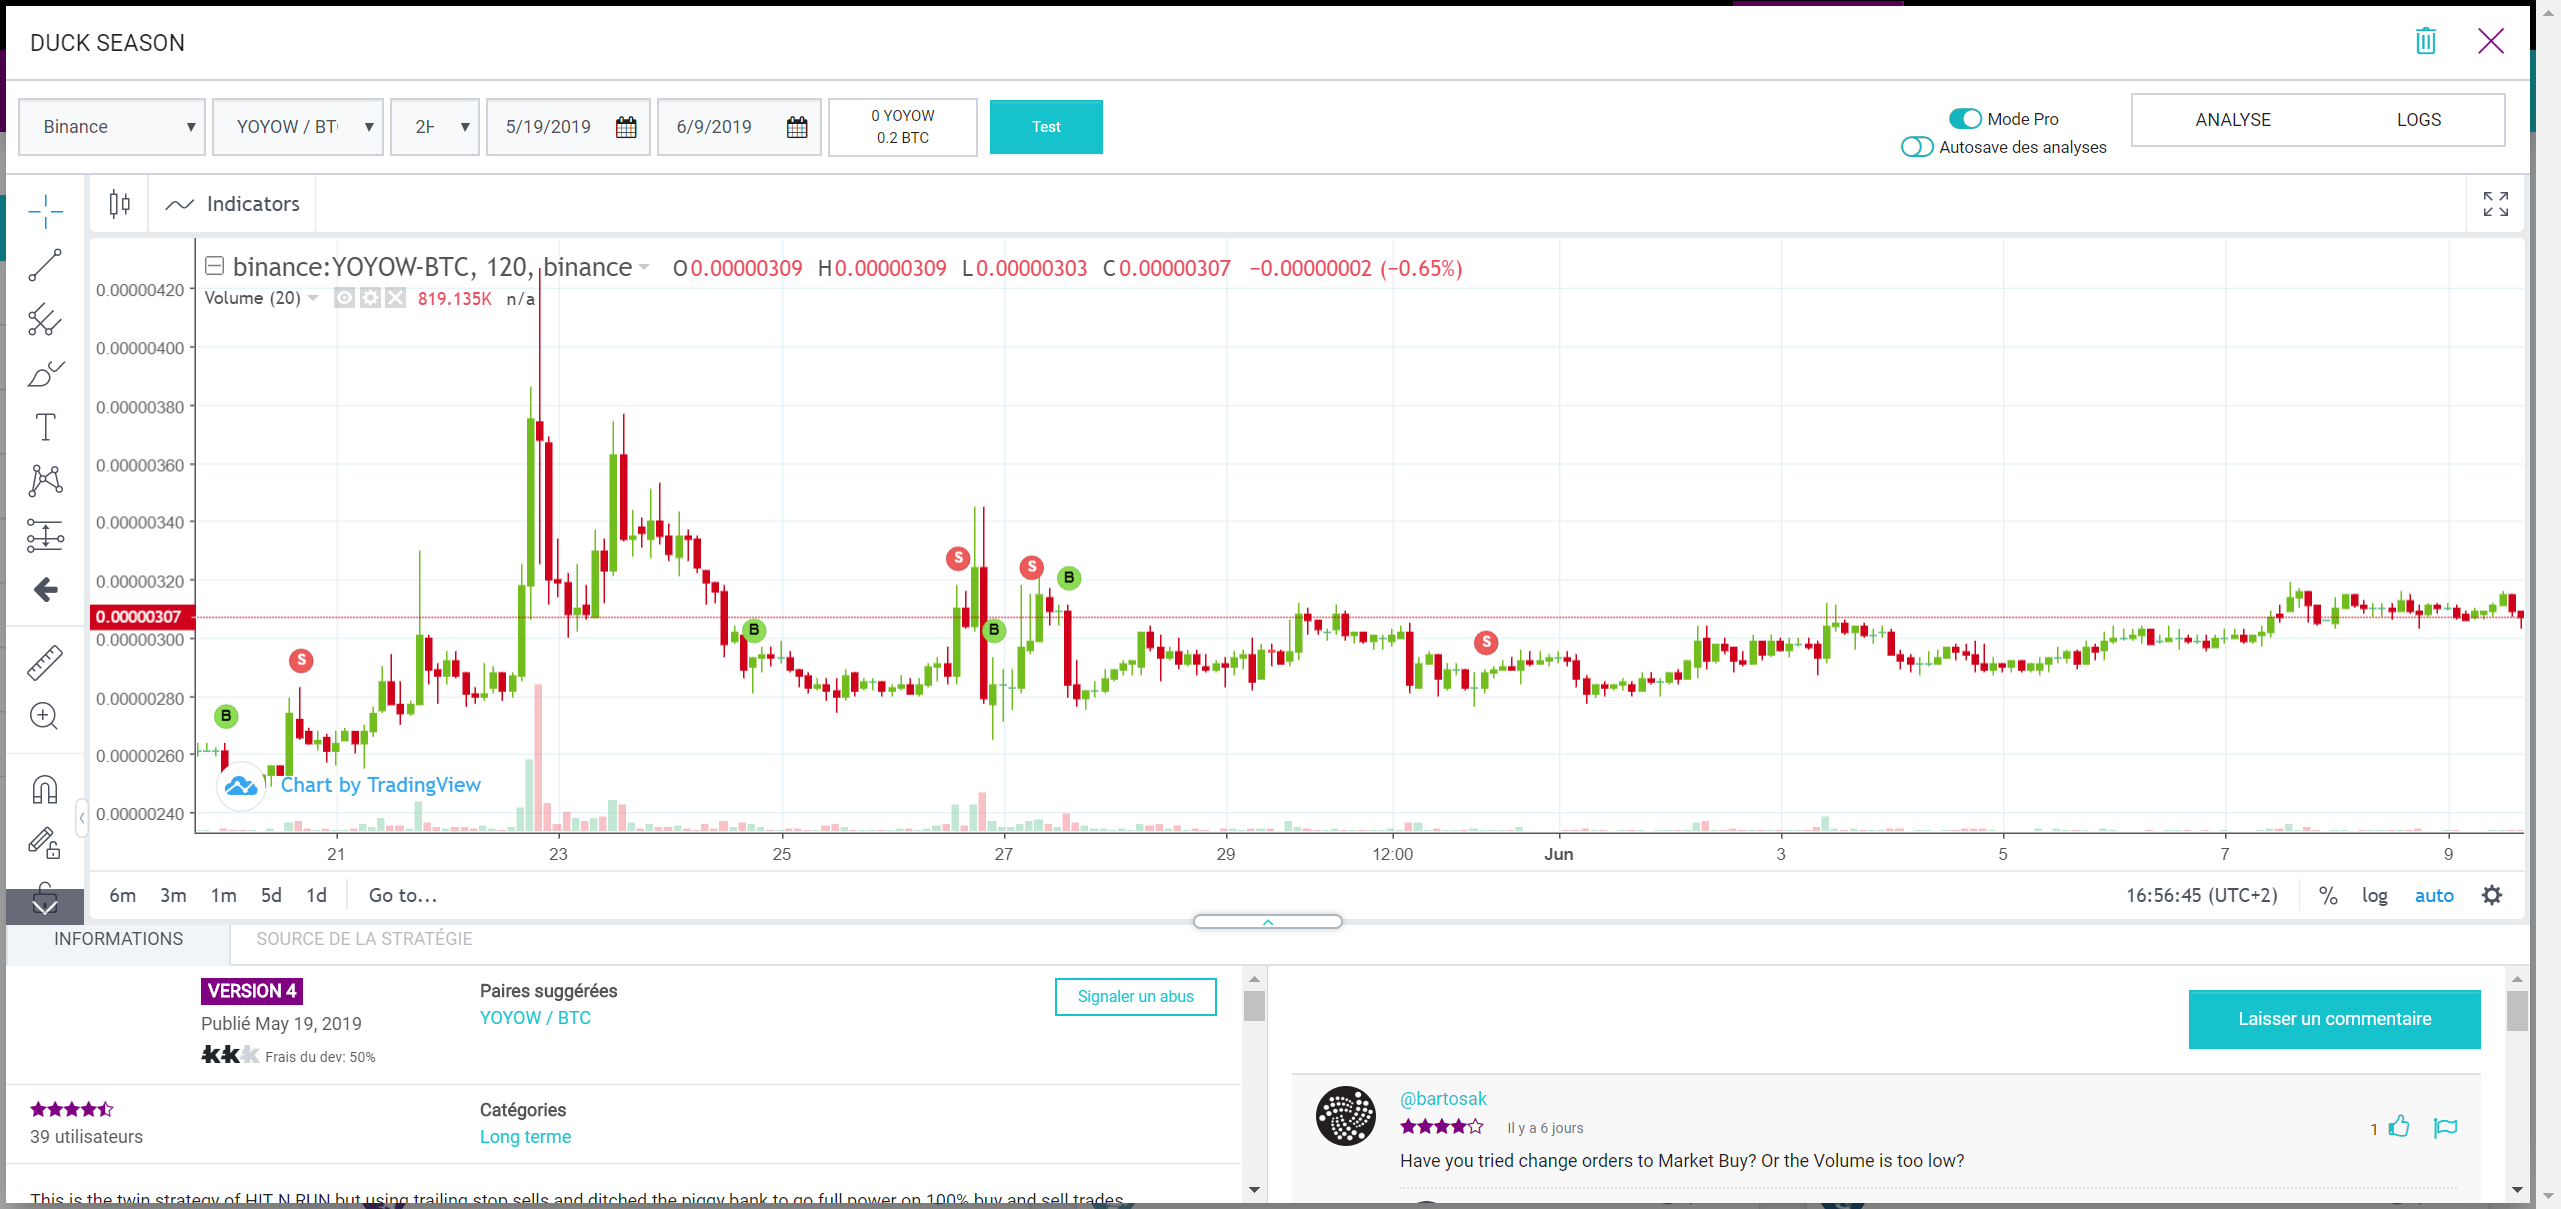 DUCK SEASON
Binance
YOYOW / BT
2H
5/19/2019
6/9/2019
0 YOYOW
0.2 BTC
Test
Mode Pro
Autosave des analyses
ANALYSE
LOGS
Indicators
binance:YOYOW-BTC, 120, binance O0.00000309 H0.00000309 L0.00000303 C0.00000307 −0.00000002 (−0.65%)
Volume (20) 819.135K n/a
0.00000420
0.00000400
0.00000380
0.00000360
0.00000340
0.00000320
0.00000307
0.00000300
0.00000280
0.00000260
0.00000240
B
S
B
S
B
S
B
S
Chart by TradingView
21 23 25 27 29 12:00 Jun 3 5 7 9
6m 3m 1m 5d 1d Go to...
16:56:45 (UTC+2) % log auto
INFORMATIONS
SOURCE DE LA STRATÉGIE
VERSION 4
Publié May 19, 2019
Frais du dev: 50%
Paires suggérées
YOYOW / BTC
Signaler un abus
39 utilisateurs
Catégories
Long terme
This is the twin strategy of HIT N RUN but using trailing stop sells and ditched the piggy bank to go full power on 100% buy and sell trades
Laisser un commentaire
@bartosak
Il y a 6 jours
1
Have you tried change orders to Market Buy? Or the Volume is too low?